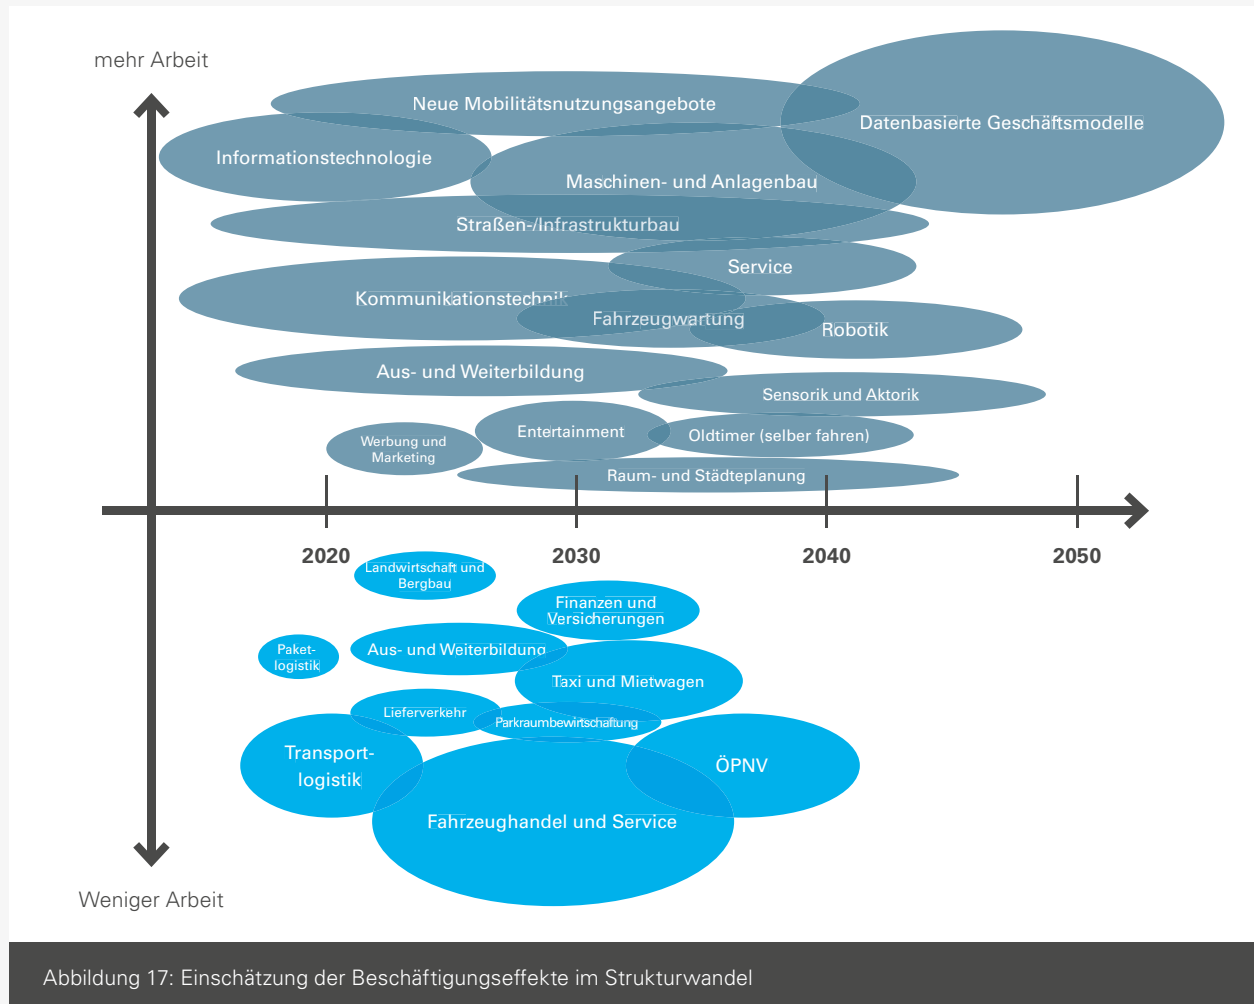 mehr Arbeit
Neue Mobilitätsnutzungsangebote
Datenbasierte Geschäftsmodelle
Informationstechnologie
Maschinen- und Anlagenbau
Straßen-/Infrastrukturbau
Service
Kommunikationstechnik
Fahrzeugwartung
Robotik
Aus- und Weiterbildung
Sensorik und Aktorik
Entertainment
Oldtimer (selber fahren)
Werbung und
Marketing
Raum- und Städteplanung
2020
2030
2040
2050
Landwirtschaft und
Bergbau
Finanzen und
Versicherungen
Paket-
logistik
Aus- und Weiterbildung
Taxi und Mietwagen
Lieferverkehr
Parkraumbewirtschaftung
Transport-
logistik
ÖPNV
Fahrzeughandel und Service
Weniger Arbeit
Abbildung 17: Einschätzung der Beschäftigungseffekte im Strukturwandel